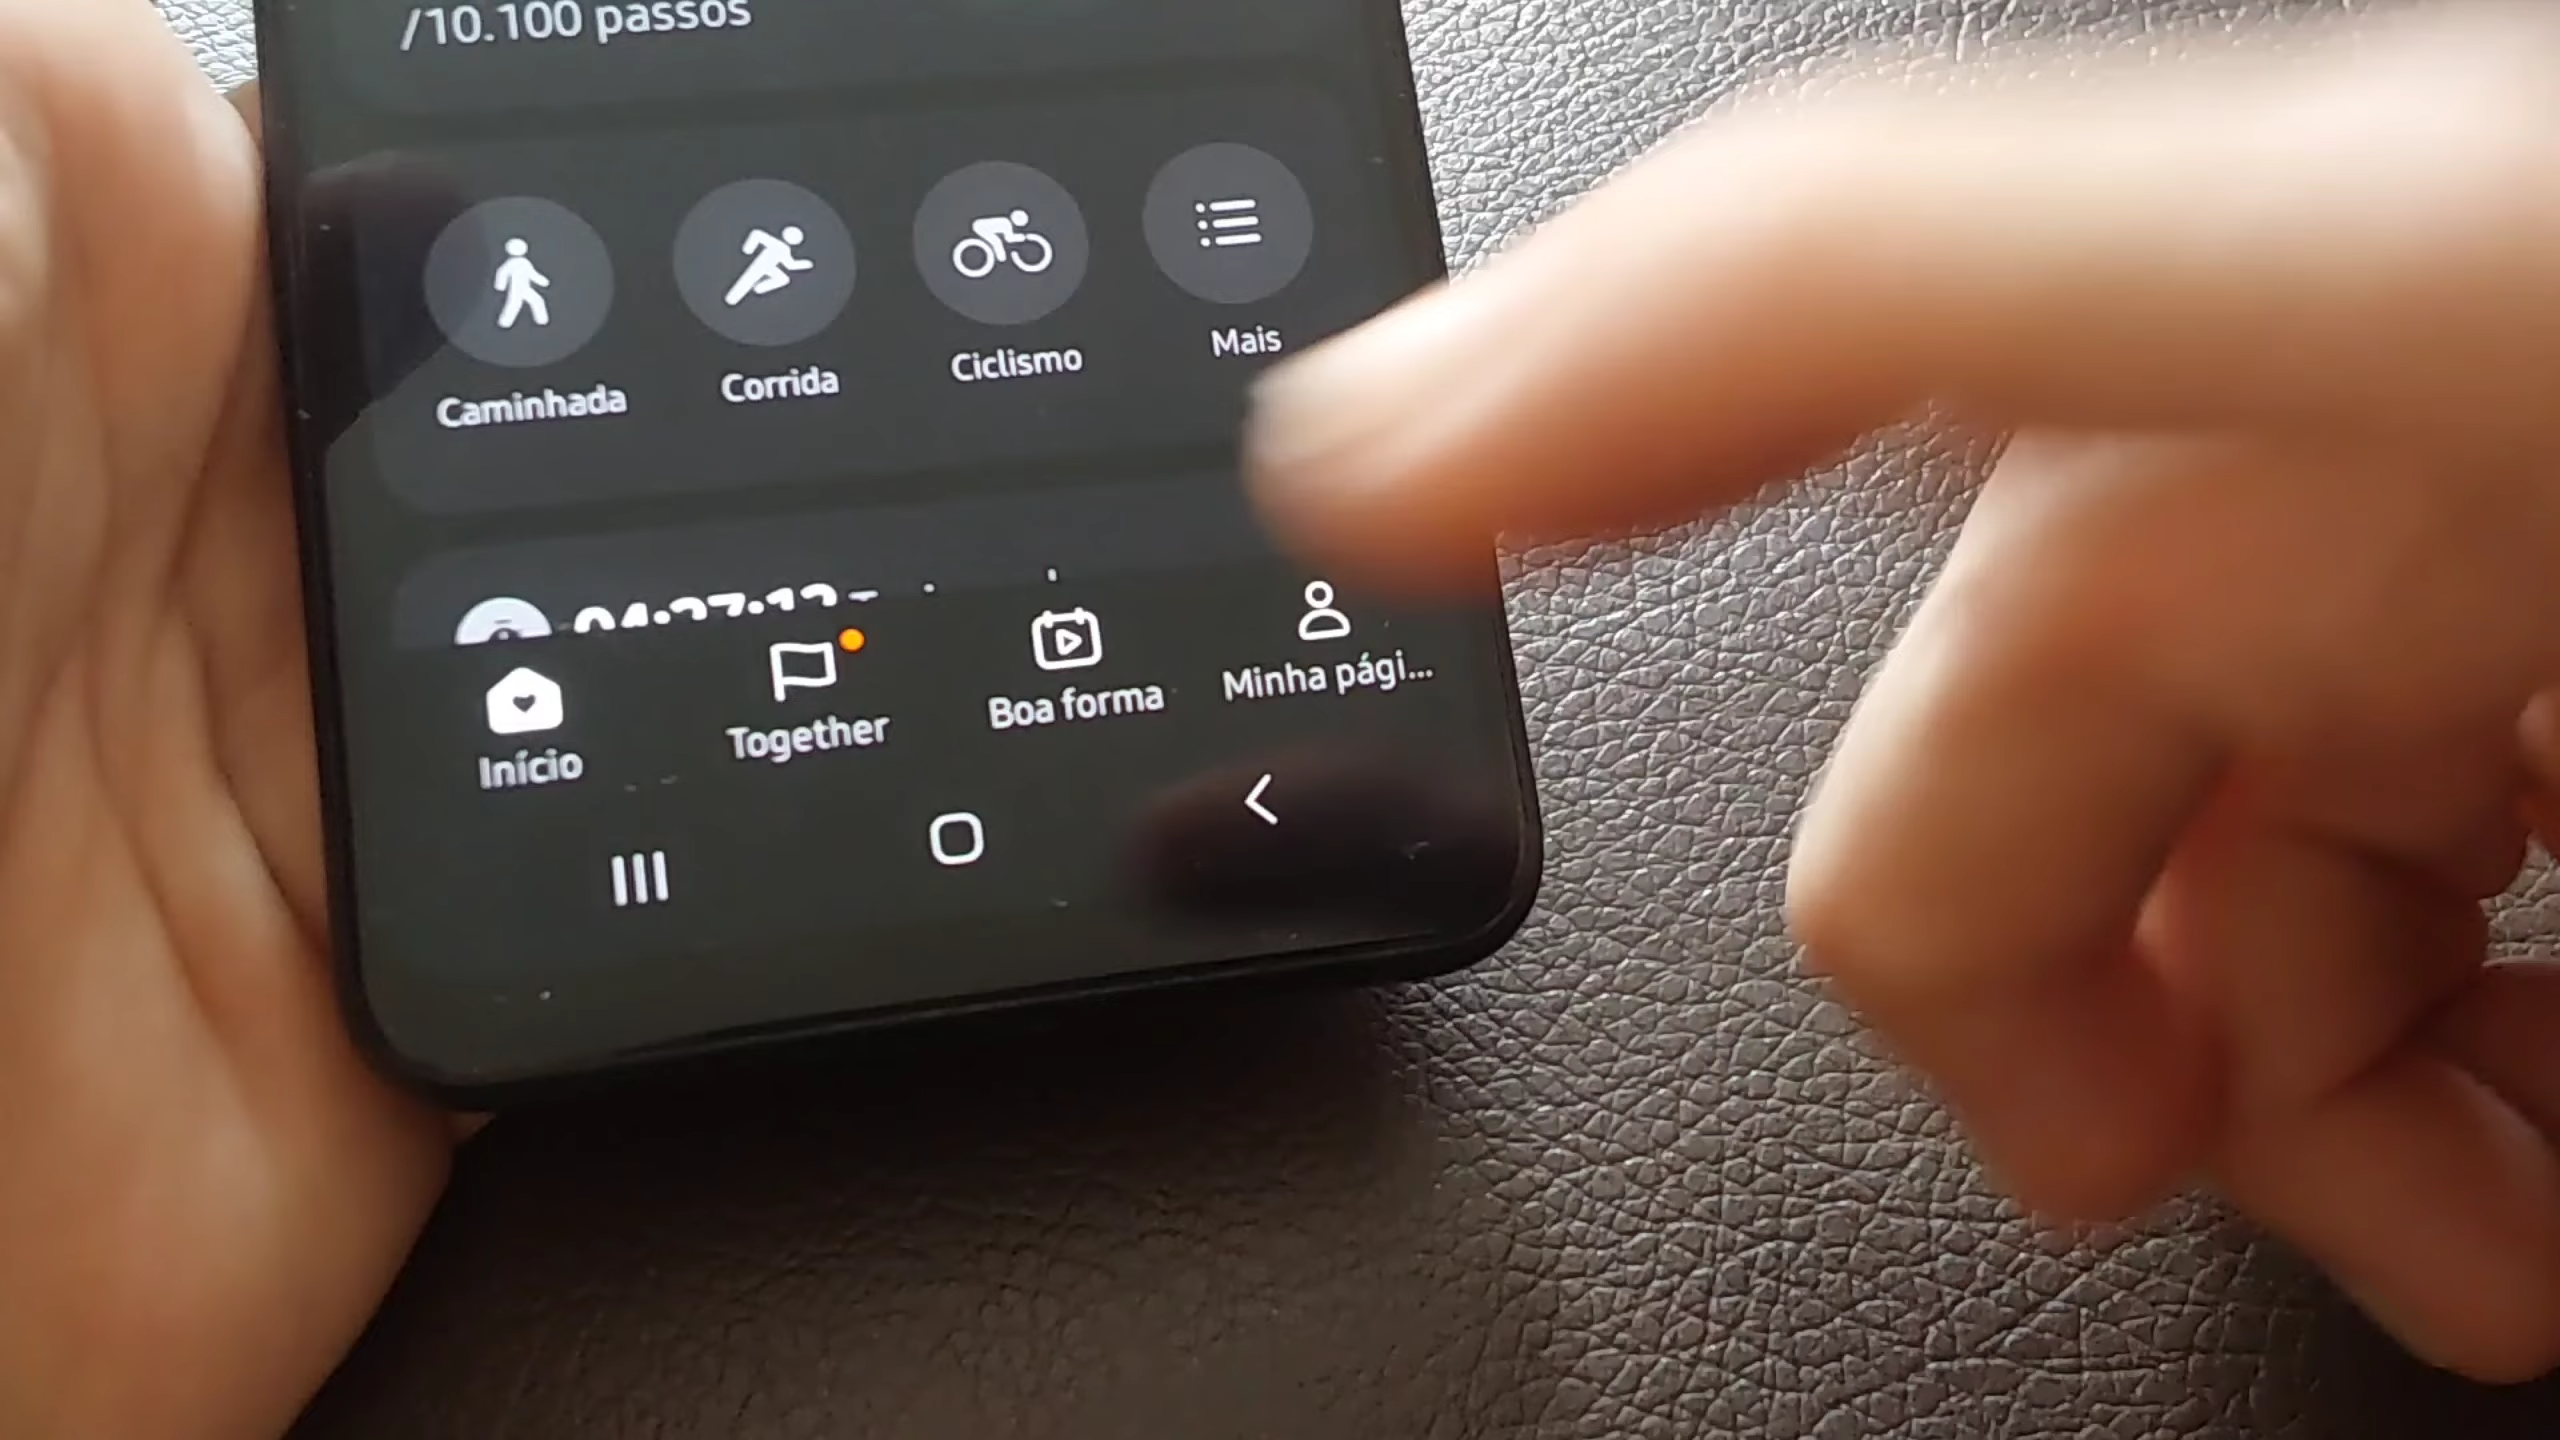 /10.100 passos
Caminhada
Corrida
Ciclismo
Mais
Início
Together
Boa forma
Minha pági...